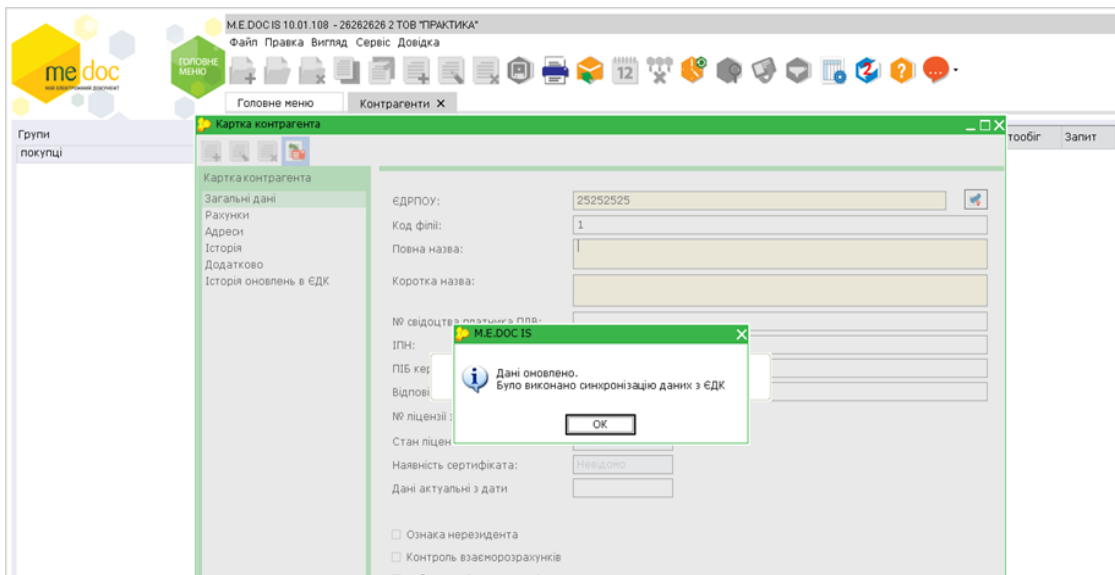 M.E.DOC IS 10.01.108 - 26262626 2 ТОВ "ПРАКТИКА"
Файл Правка Вигляд Сервіс Довідка
me doc
МІЙ ЕЛЕКТРОННИЙ ДОКУМЕНТ
ГОЛОВНЕ
МЕНЮ
12
2
?
Головне меню
Контрагенти X
Групи
покупці
Картка контрагента
тообіг
Запит
Картка контрагента
Загальні дані
Рахунки
Адреси
Історія
Додатково
Історія оновлень в ЄДК
ЄДРПОУ: 25252525
Код філії: 1
Повна назва:
Коротка назва:
№ свідоцтва платника ПДВ:
ІПН:
ПІБ кер
Відпові
№ ліцензії з
Стан ліцен
Наявність сертифіката: Невідомо
Дані актуальні з дати
Ознака нерезидента
Контроль взаєморозрахунків
M.E.DOC IS
Дані оновлено.
Було виконано синхронізацію даних з ЄДК
OK